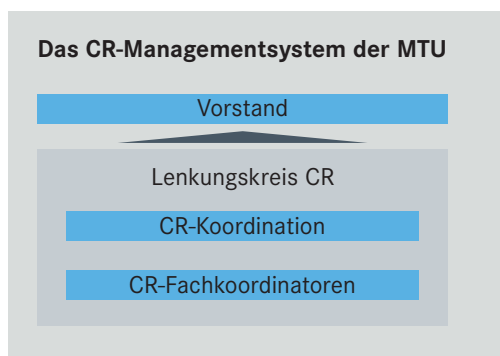 Das CR-Managementsystem der MTU
Vorstand
Lenkungskreis CR
CR-Koordination
CR-Fachkoordinatoren